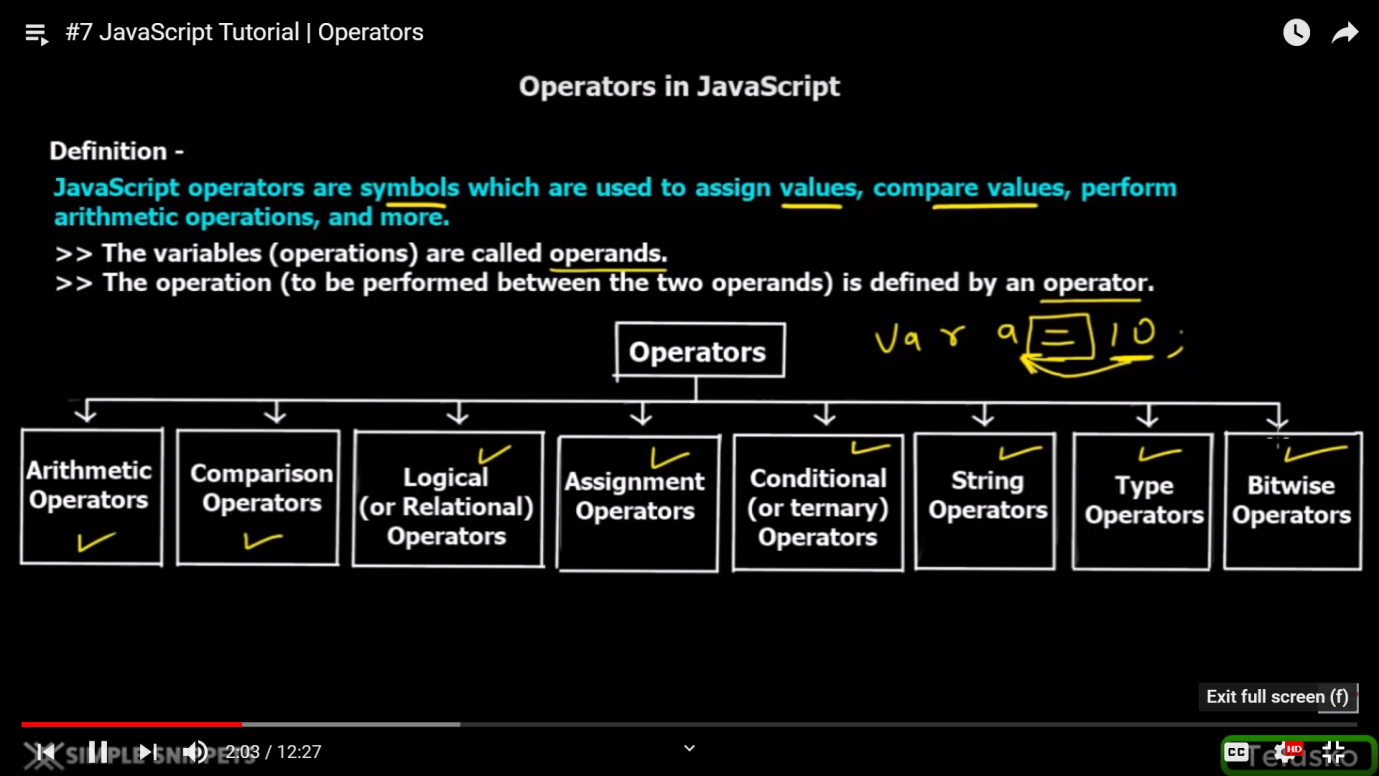 #7 JavaScript Tutorial | Operators
Operators in JavaScript
Definition -
JavaScript operators are symbols which are used to assign values, compare values, perform
arithmetic operations, and more.
>> The variables (operations) are called operands.
>> The operation (to be performed between the two operands) is defined by an operator.
Var a = 10;
Operators
Arithmetic
Operators
Comparison
Operators
Logical
(or Relational)
Operators
Assignment
Operators
Conditional
(or ternary)
Operators
String
Operators
Type
Operators
Bitwise
Operators
Exit full screen (f)
SIMPLE SNIPPETS
2:03 / 12:27
CC
HD
Telusko